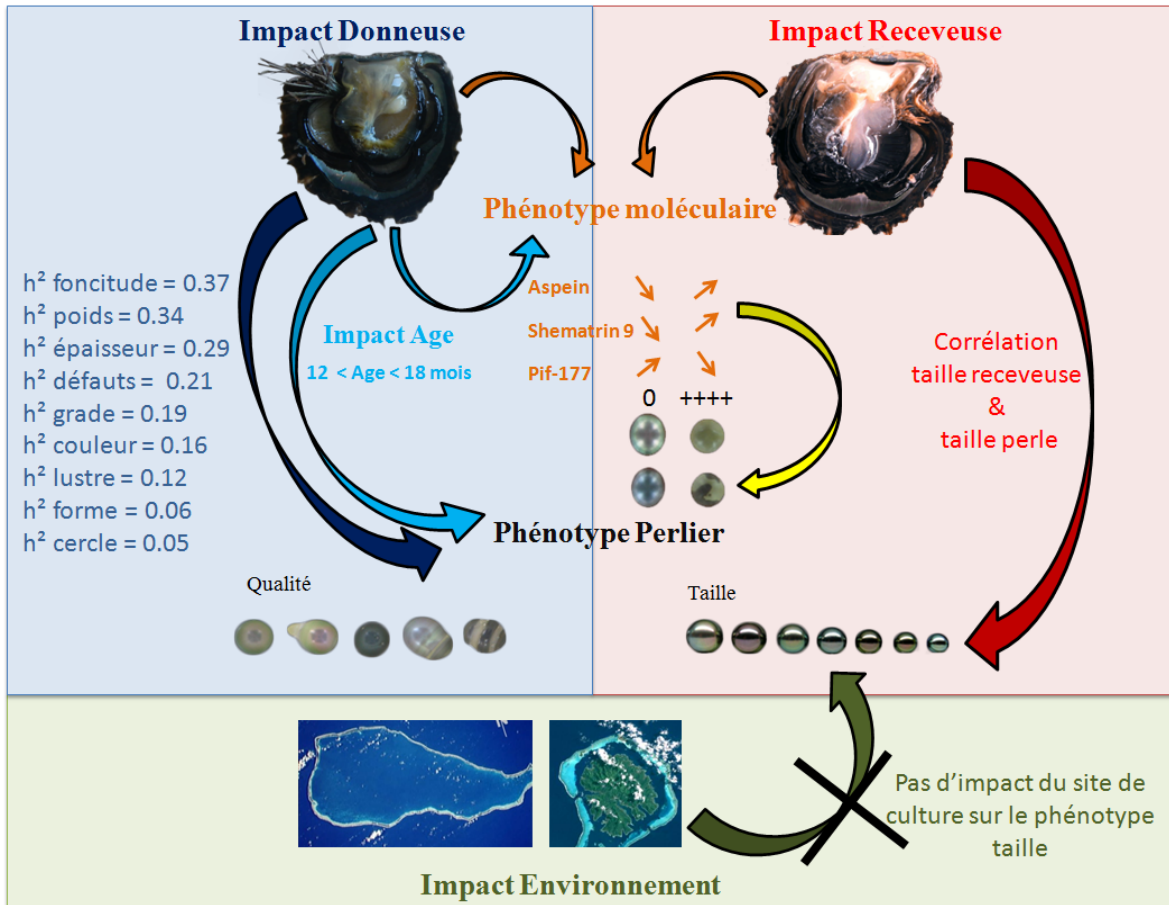 Impact Donneuse
Impact Receveuse
Phénotype moléculaire
h² foncitude = 0.37
h² poids = 0.34
h² épaisseur = 0.29
h² défauts = 0.21
h² grade = 0.19
h² couleur = 0.16
h² lustre = 0.12
h² forme = 0.06
h² cercle = 0.05
Impact Age
12 < Age < 18 mois
Aspein
Shematrin 9
Pif-177
0 ++++
Corrélation
taille receveuse
&
taille perle
Phénotype Perlier
Qualité
Taille
Pas d'impact du site de
culture sur le phénotype
taille
Impact Environnement